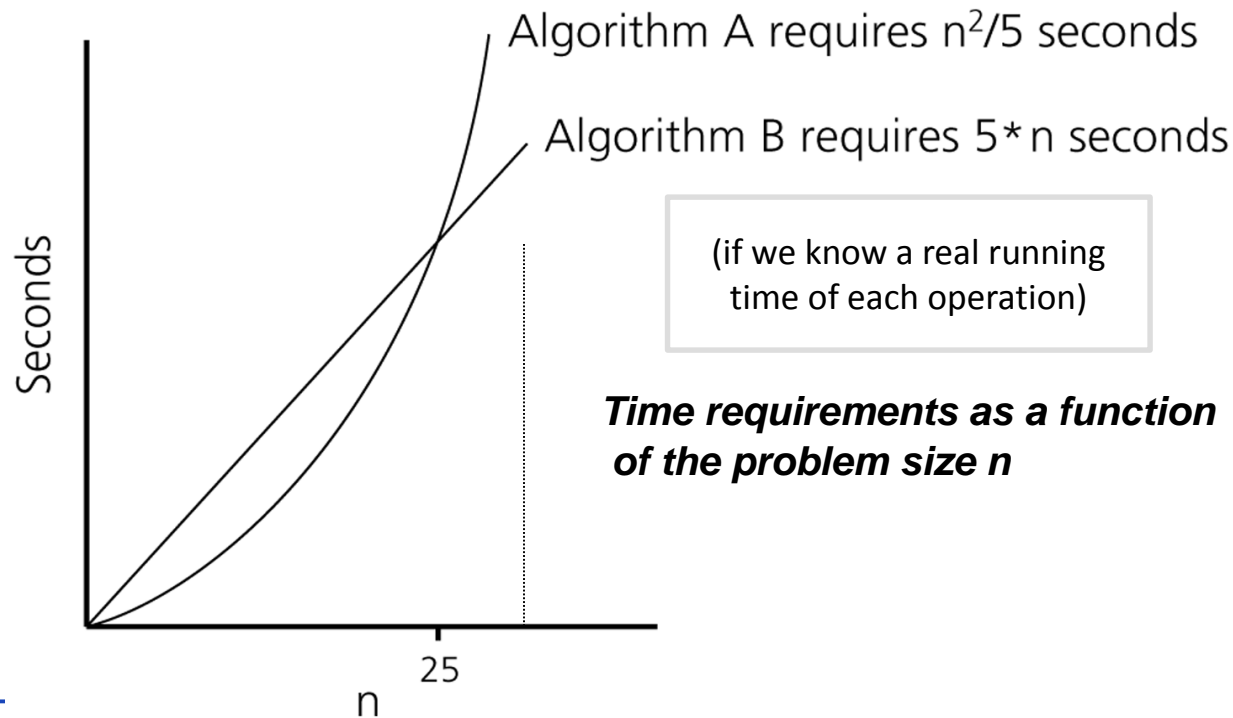 Algorithm A requires n²/5 seconds
Algorithm B requires 5*n seconds
(if we know a real running
time of each operation)
Time requirements as a function
of the problem size n
Seconds
25
n